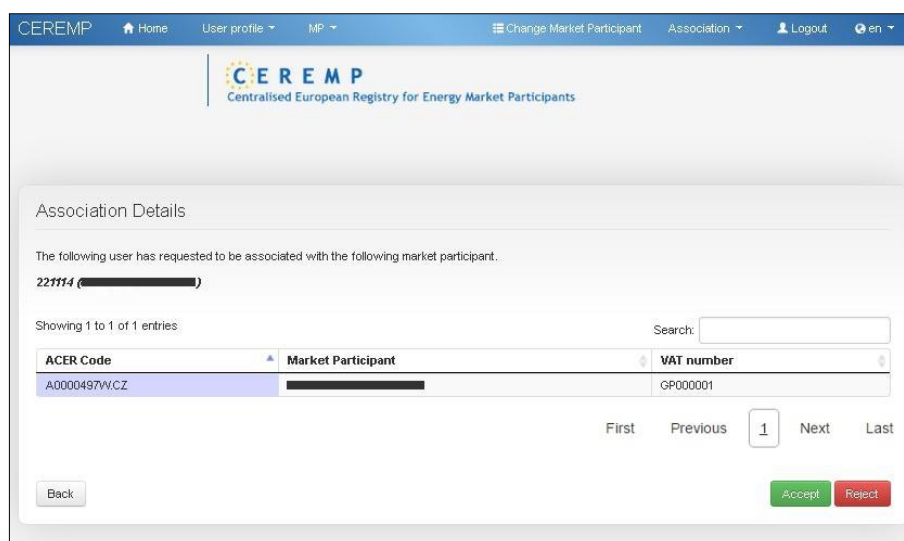 CEREMP Home User profile MP Change Market Participant Association Logout en
CEREMP
Centralised European Registry for Energy Market Participants
Association Details
The following user has requested to be associated with the following market participant.
221114 ( )
Showing 1 to 1 of 1 entries Search:
ACER Code Market Participant VAT number
A0000497W.CZ GP000001
First Previous 1 Next Last
Back Accept Reject